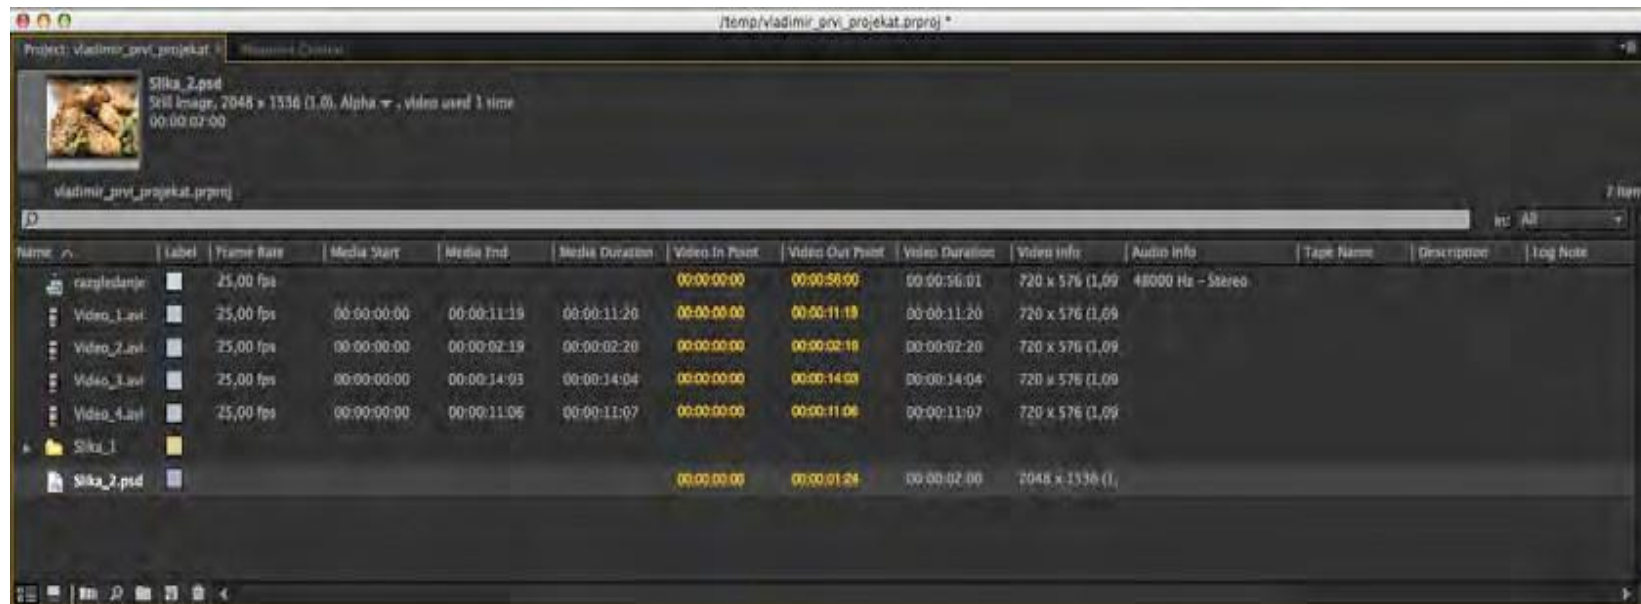 /temp/vladimir_prvi_projekat.prproj *
Project: vladimir_prvi_projekat
Slika_2.psd
Still Image, 2048 x 1536 (1,0), Alpha , video used 1 time
00:00:02:00
vladimir_prvi_projekat.prproj
In: All
Name Label Frame Rate Media Start Media End Media Duration Video In Point Video Out Point Video Duration Video Info Audio Info Tape Name Description Log Note
razgledanje 25,00 fps 00:00:00:00 00:00:56:00 00:00:56:01 720 x 576 (1,09 48000 Hz - Stereo
Video_1.avi 25,00 fps 00:00:00:00 00:00:11:19 00:00:11:20 00:00:00:00 00:00:11:19 00:00:11:20 720 x 576 (1,09
Video_2.avi 25,00 fps 00:00:00:00 00:00:02:19 00:00:02:20 00:00:00:00 00:00:02:19 00:00:02:20 720 x 576 (1,09
25,00 fps 00:00:00:00 00:00:14:03 00:00:14:04 00:00:00:00 00:00:14:03 00:00:14:04 720 x 576 (1,09
Video_4.avi 25,00 fps 00:00:00:00 00:00:11:06 00:00:11:07 00:00:00:00 00:00:11:06 00:00:11:07 720 x 576 (1,09
Slika_1
Slika_2.psd 00:00:00:00 00:00:01:24 00:00:02:00 2048 x 1536 (1,